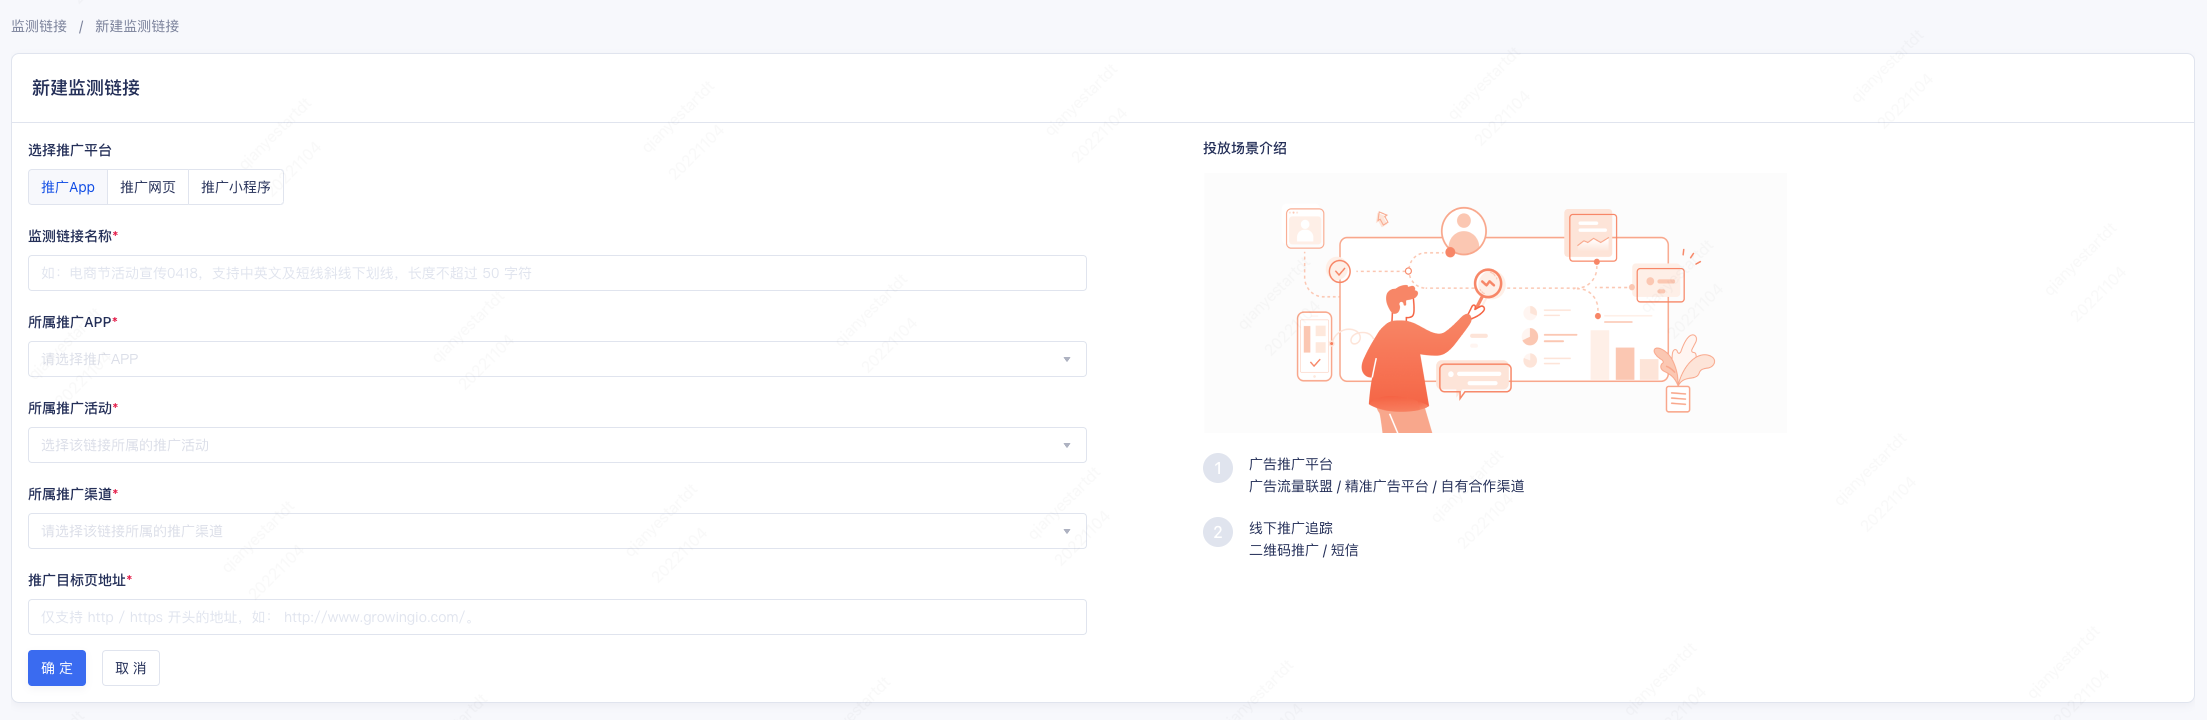 监测链接 / 新建监测链接
新建监测链接
选择推广平台
推广App 推广网页 推广小程序
监测链接名称*
如：电商节活动宣传0418，支持中英文及短线斜线下划线，长度不超过 50 字符
所属推广APP*
请选择推广APP
所属推广活动*
选择该链接所属的推广活动
所属推广渠道*
请选择该链接所属的推广渠道
推广目标页地址*
仅支持 http / https 开头的地址，如： http://www.growingio.com/。
确 定 取 消
投放场景介绍
1 广告推广平台
广告流量联盟 / 精准广告平台 / 自有合作渠道
2 线下推广追踪
二维码推广 / 短信
qianyestartdt
20221104